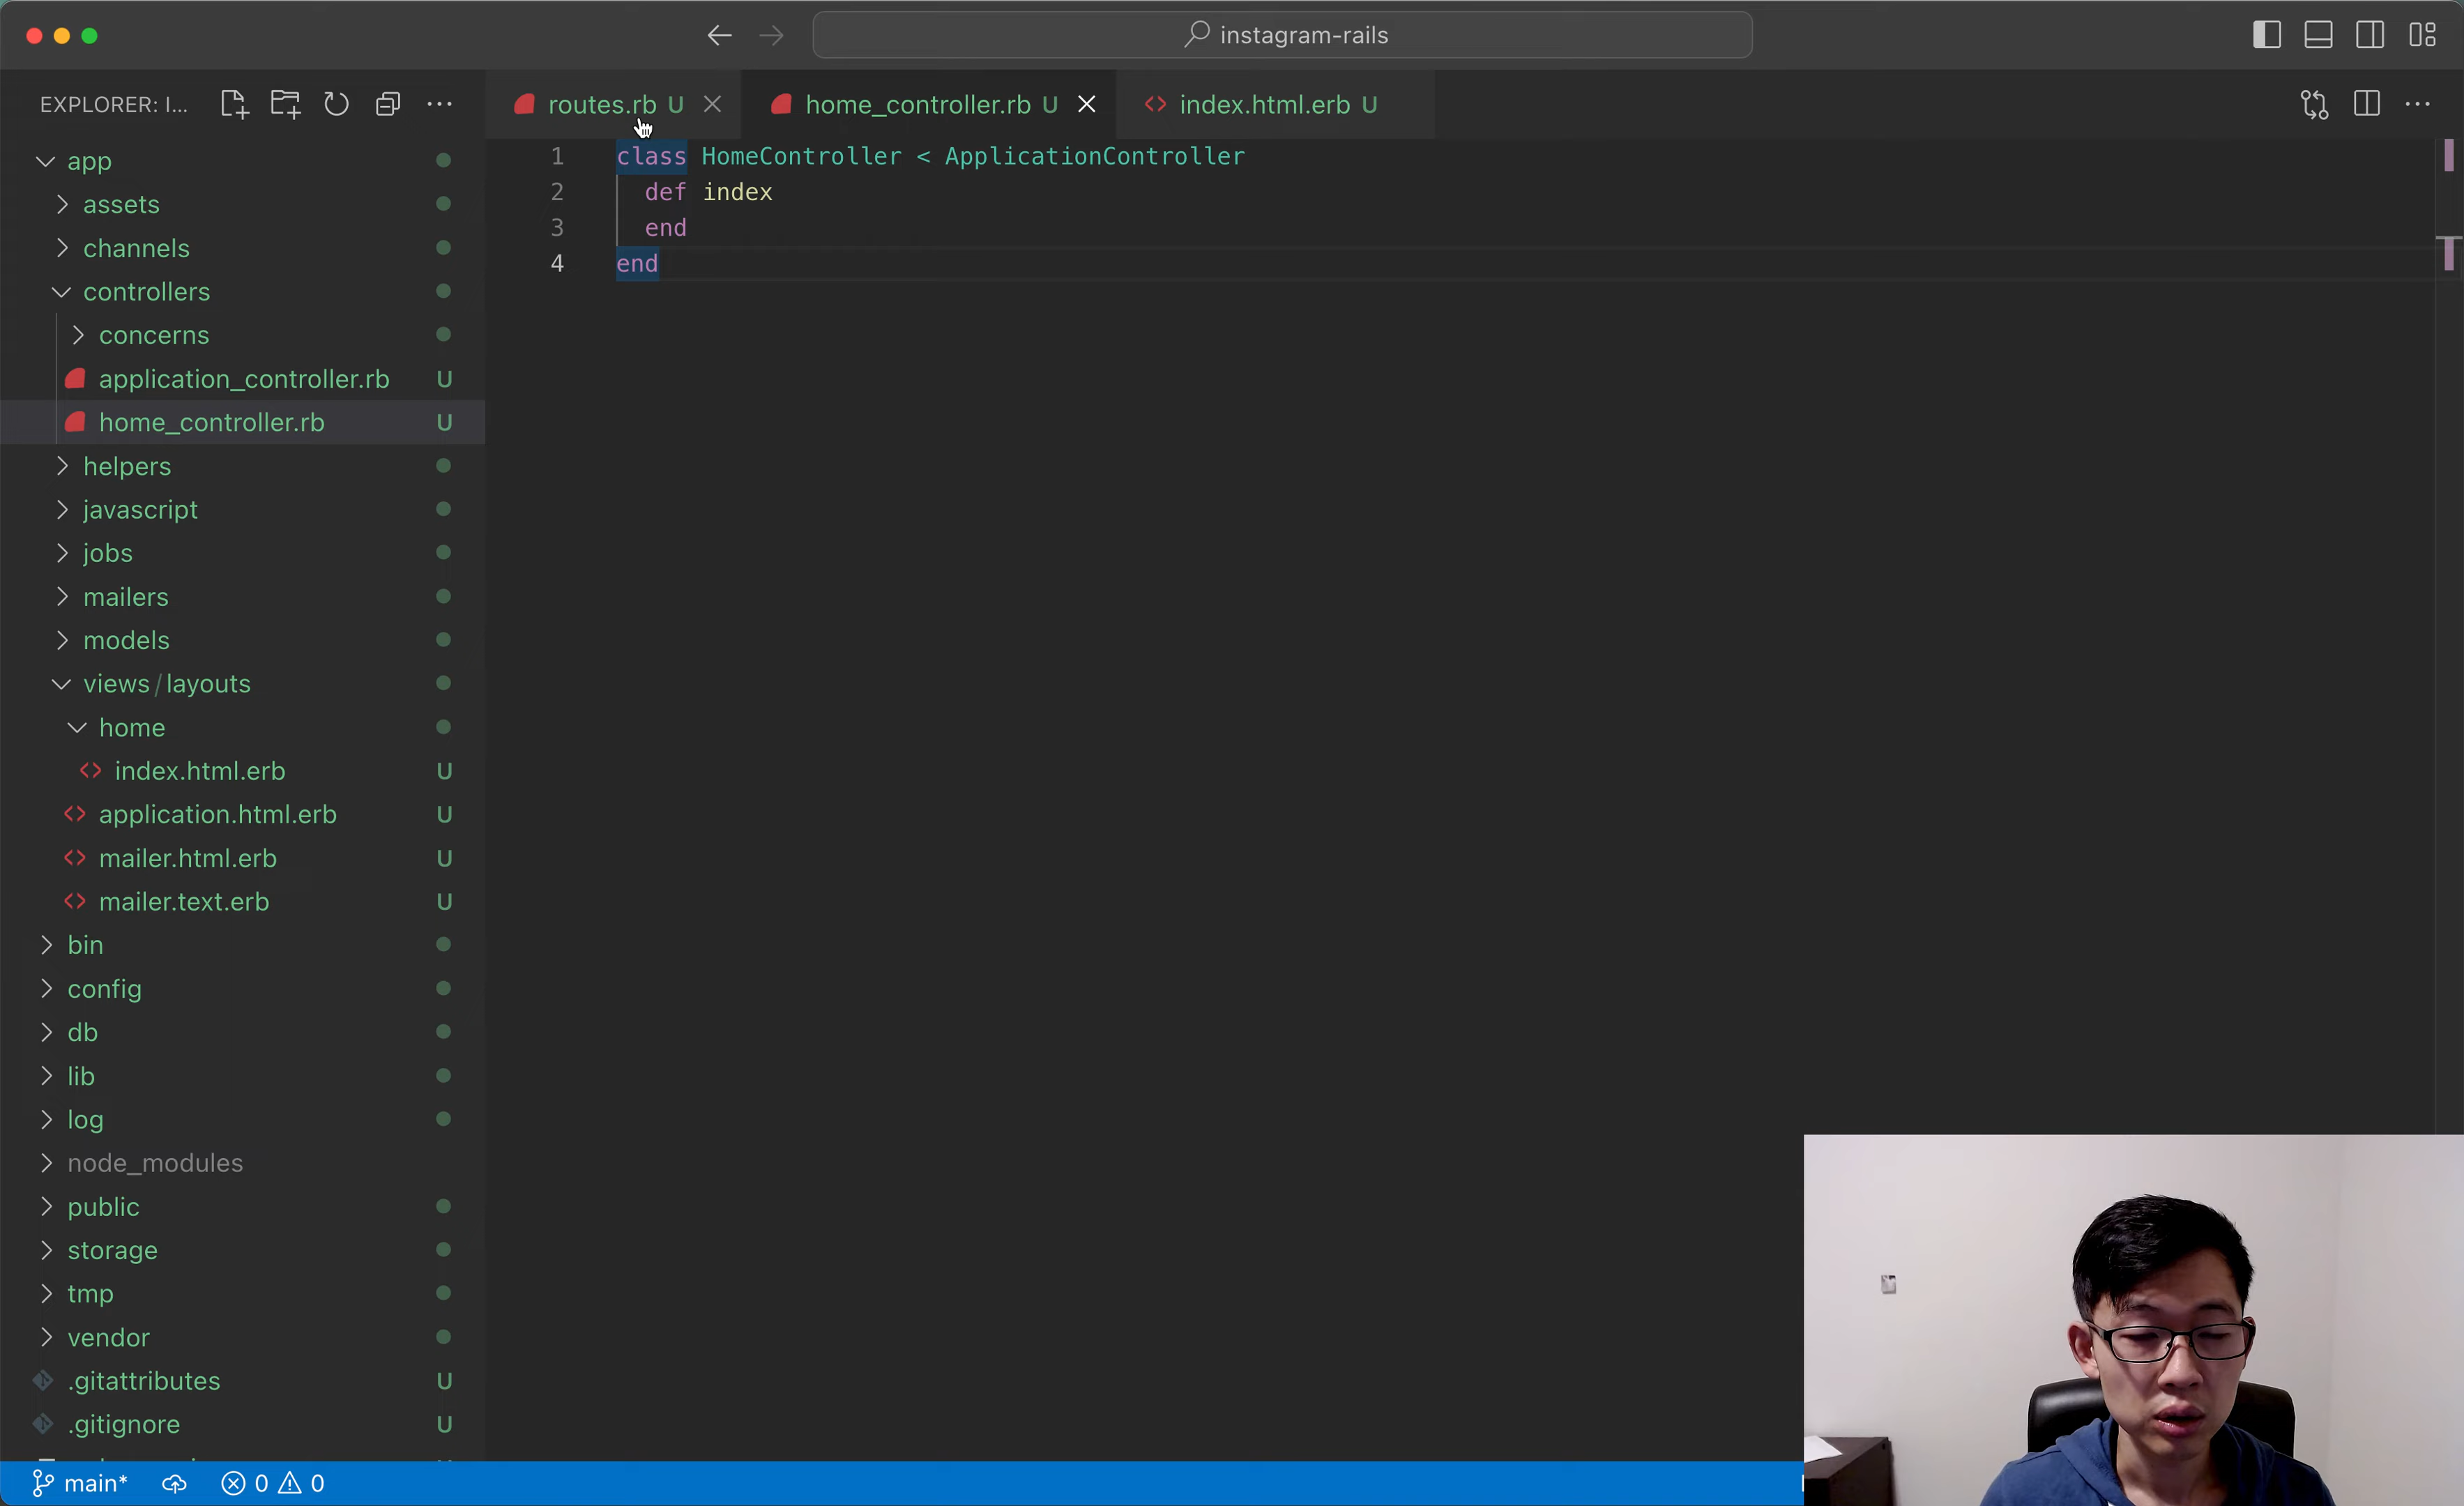 instagram-rails
EXPLORER: I...
routes.rb U
home_controller.rb U
index.html.erb U
app
assets
channels
controllers
concerns
application_controller.rb U
home_controller.rb U
helpers
javascript
jobs
mailers
models
views/layouts
home
index.html.erb U
application.html.erb U
mailer.html.erb U
mailer.text.erb U
bin
config
db
lib
log
node_modules
public
storage
tmp
vendor
.gitattributes U
.gitignore U
1 class HomeController < ApplicationController
2 def index
3 end
4 end
main* 0 0